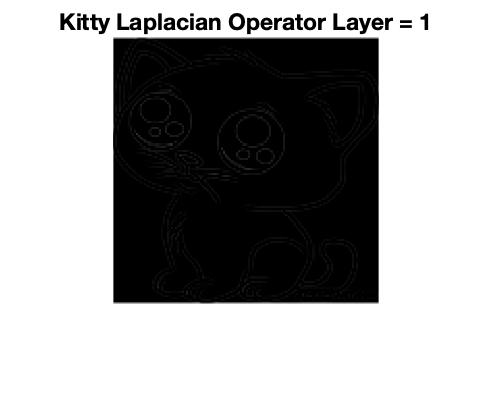 Kitty Laplacian Operator Layer = 1